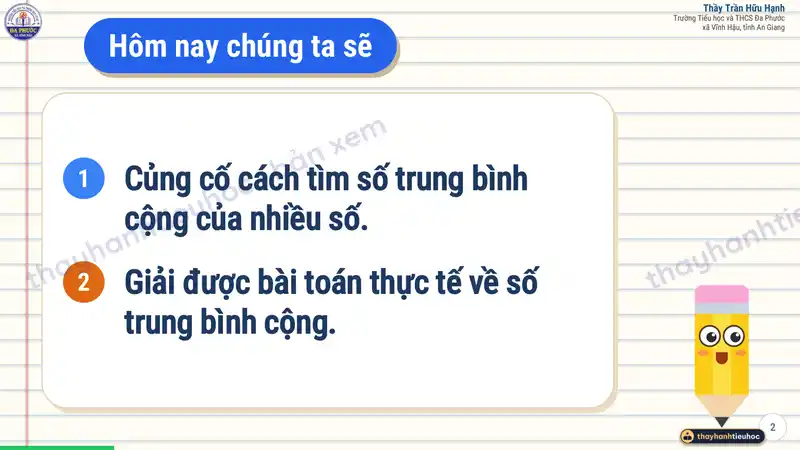 Thầy Trần Hữu Hạnh
Trường Tiểu học và THCS Đa Phước
xã Vĩnh Hậu, tỉnh An Giang
ĐA PHƯỚC
Hôm nay chúng ta sẽ
1 Củng cố cách tìm số trung bình
cộng của nhiều số.
2 Giải được bài toán thực tế về số
trung bình cộng.
thayhanhtieuhoc
2